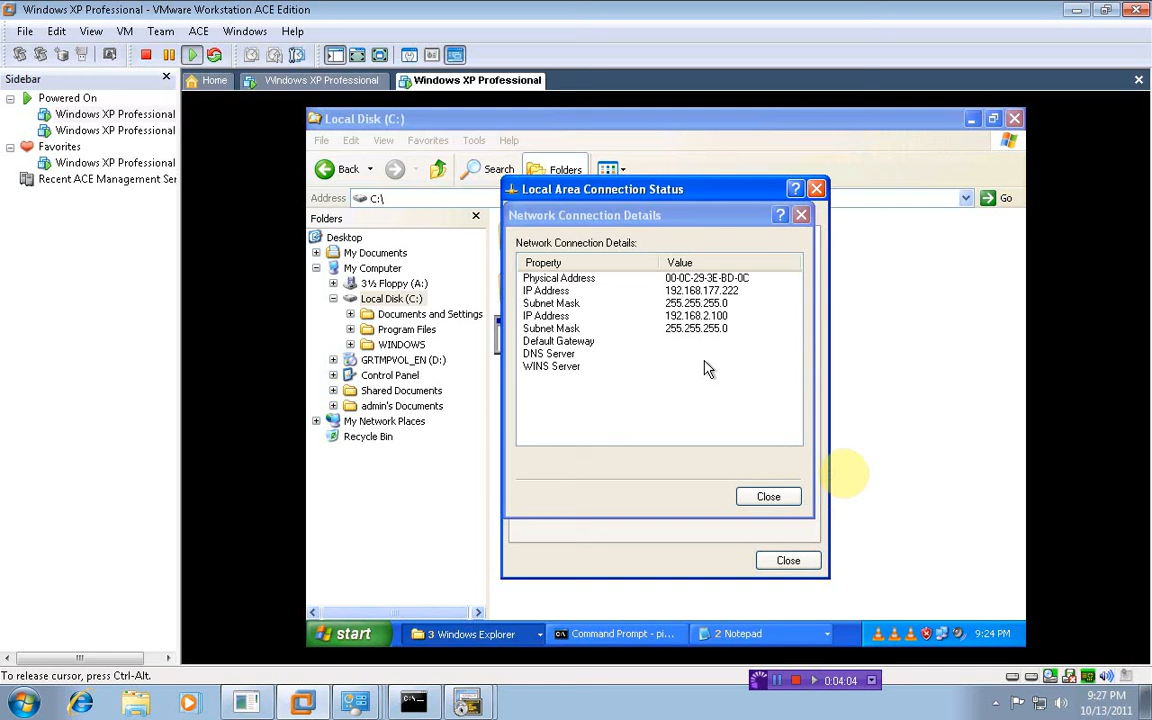 Windows XP Professional - VMware Workstation ACE Edition
File Edit View VM Team ACE Windows Help
Sidebar
Powered On
Windows XP Professional
Windows XP Professional
Favorites
Windows XP Professional
Recent ACE Management Ser
Home
Windows XP Professional
Windows XP Professional
Local Disk (C:)
File Edit View Favorites Tools Help
Back Search Folders
Address C:\ Go
Folders
Desktop
My Documents
My Computer
3½ Floppy (A:)
Local Disk (C:)
Documents and Settings
Program Files
WINDOWS
GRTMPVOL_EN (D:)
Control Panel
Shared Documents
admin's Documents
My Network Places
Recycle Bin
Local Area Connection Status
Network Connection Details
Network Connection Details:
Property Value
Physical Address 00-0C-29-3E-BD-0C
IP Address 192.168.177.222
Subnet Mask 255.255.255.0
IP Address 192.168.2.100
Subnet Mask 255.255.255.0
Default Gateway
DNS Server
WINS Server
Close
Close
start 3 Windows Explorer Command Prompt - pi... 2 Notepad 9:24 PM
To release cursor, press Ctrl-Alt.
0:04:04
9:27 PM
10/13/2011